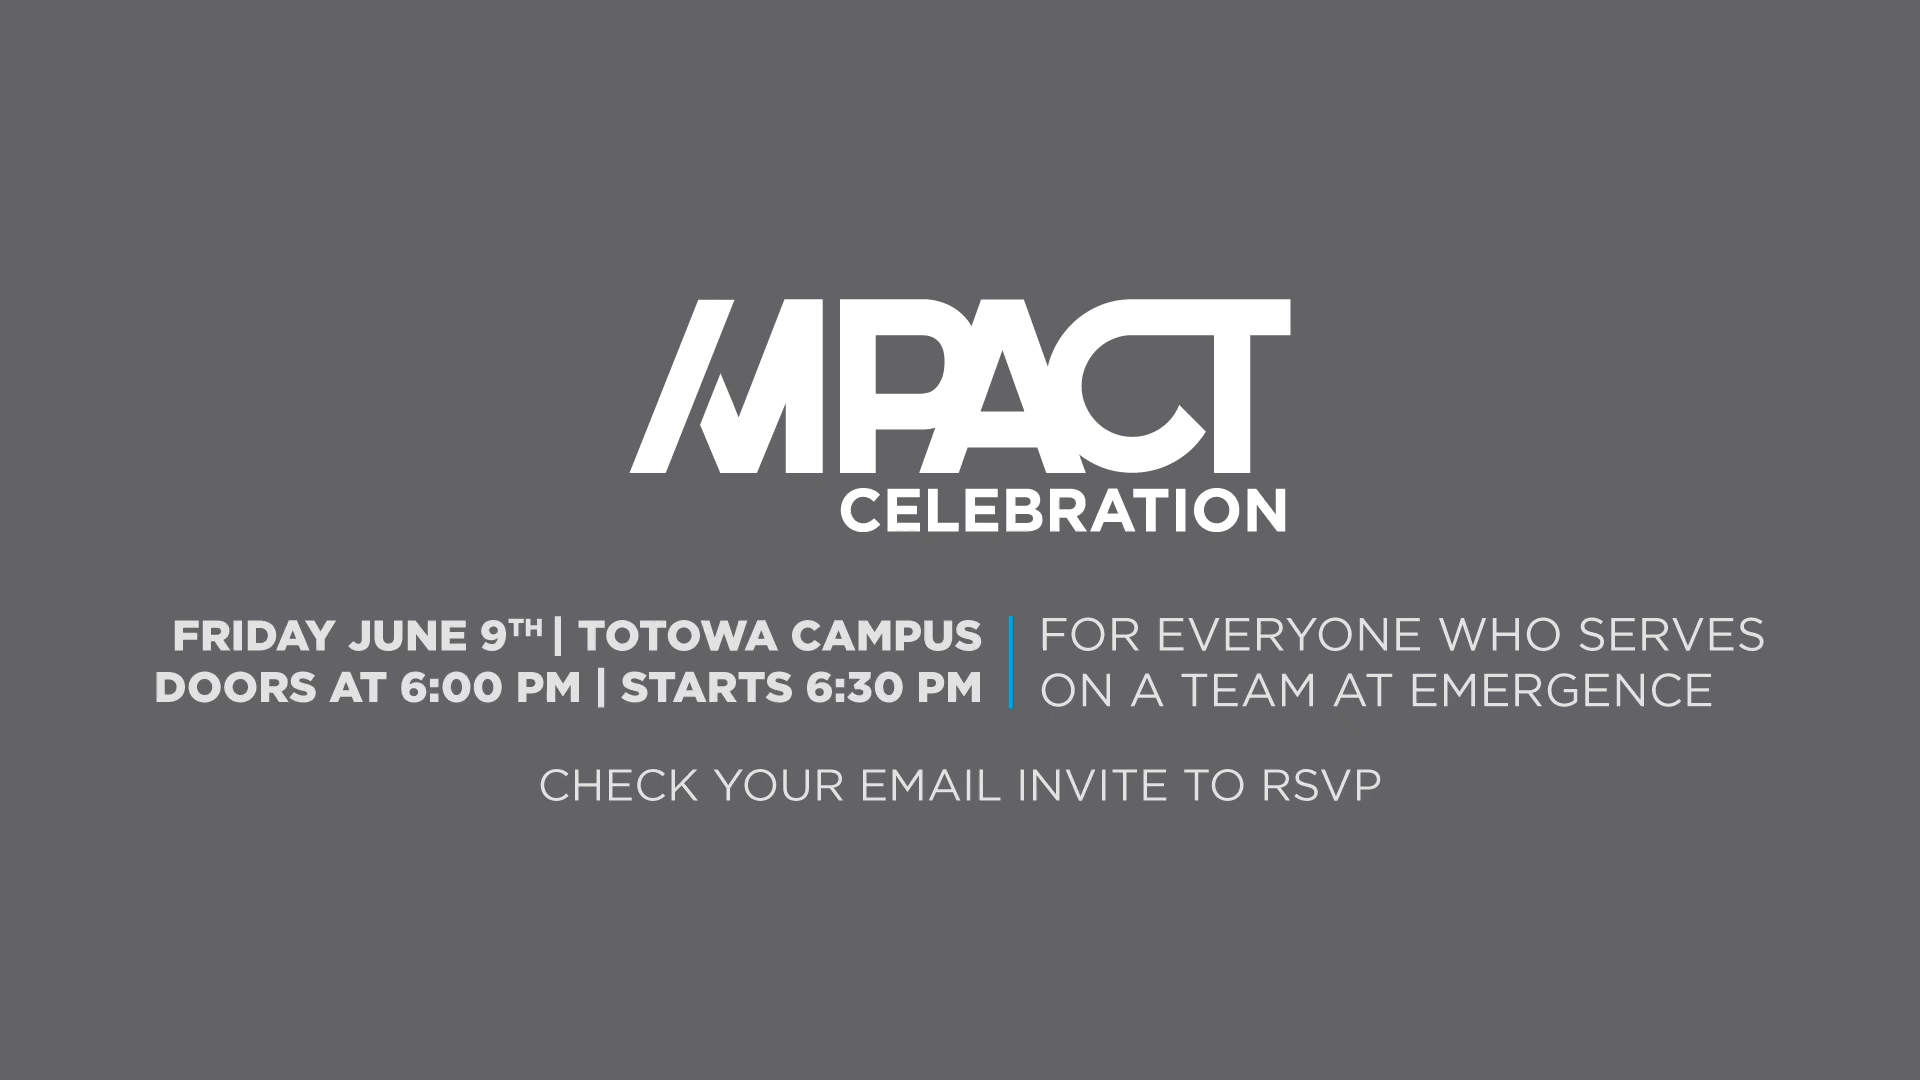 IMPACT
CELEBRATION
FRIDAY JUNE 9TH | TOTOWA CAMPUS
DOORS AT 6:00 PM | STARTS 6:30 PM
FOR EVERYONE WHO SERVES
ON A TEAM AT EMERGENCE
CHECK YOUR EMAIL INVITE TO RSVP